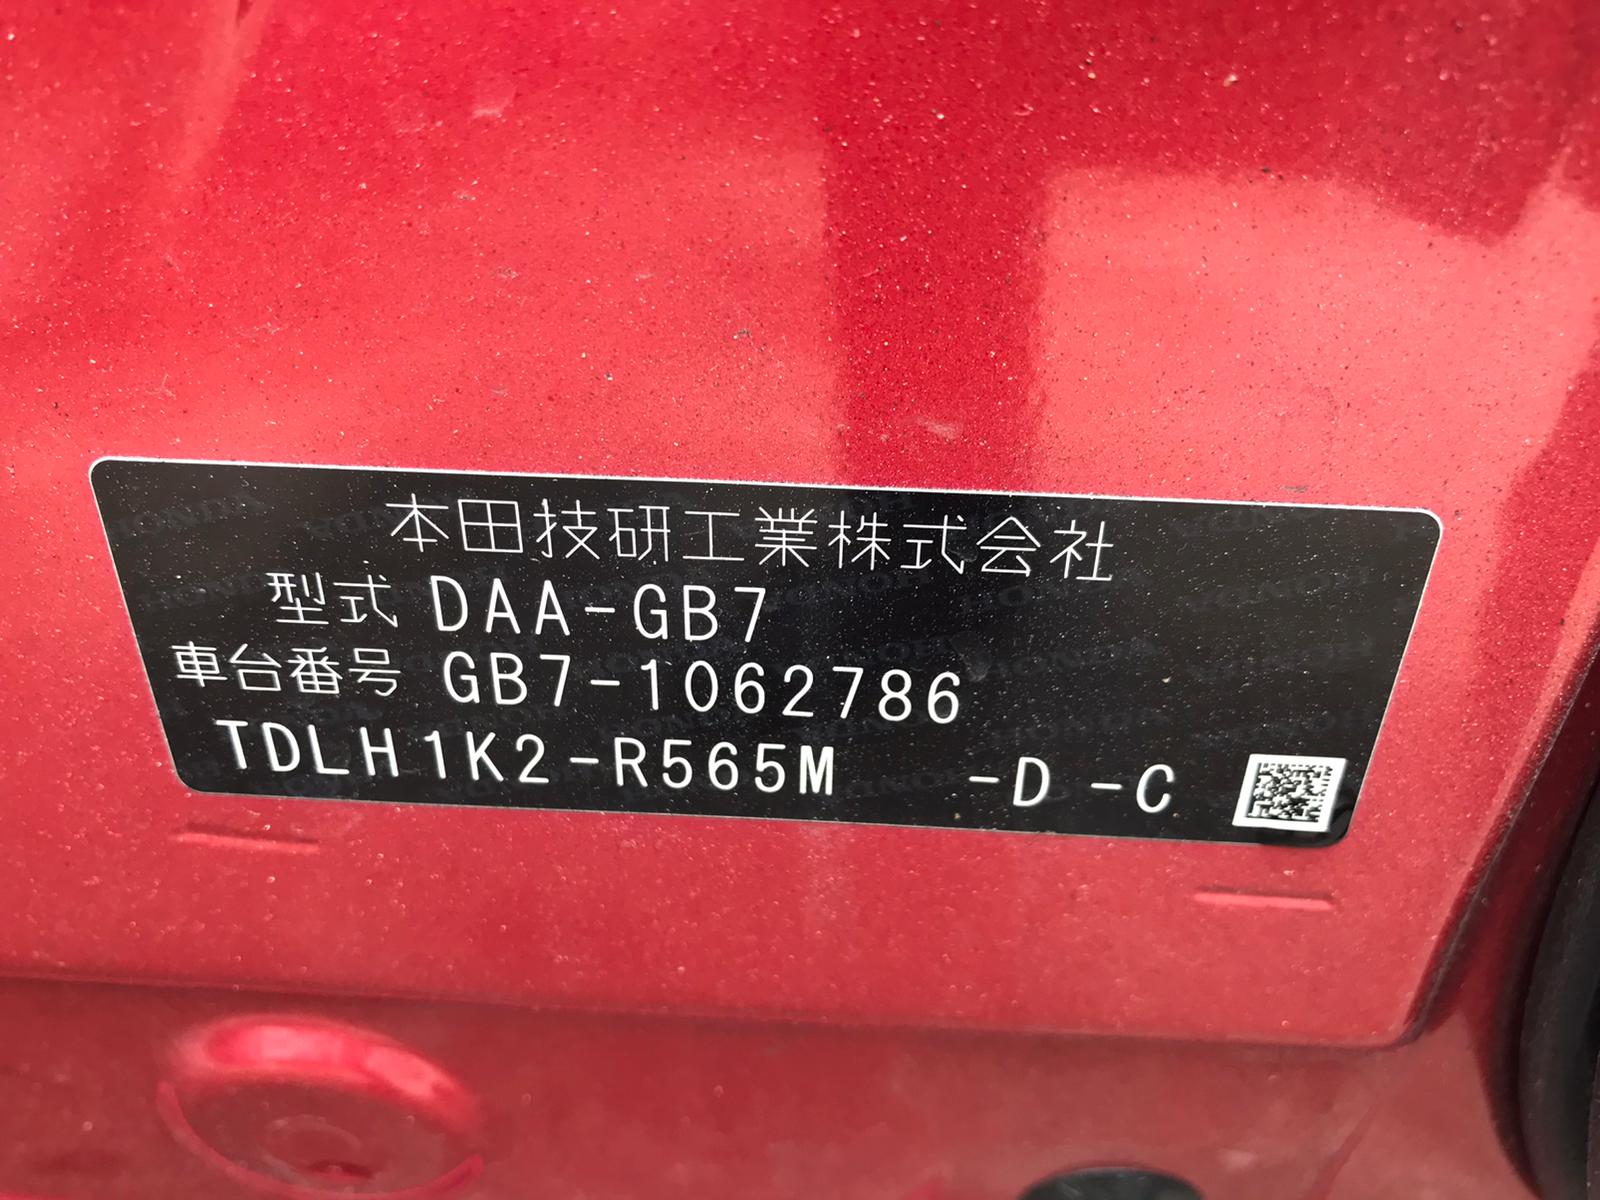 本田技研工業株式会社
型式 DAA-GB7
車台番号 GB7-1062786
TDLH1K2-R565M -D -C